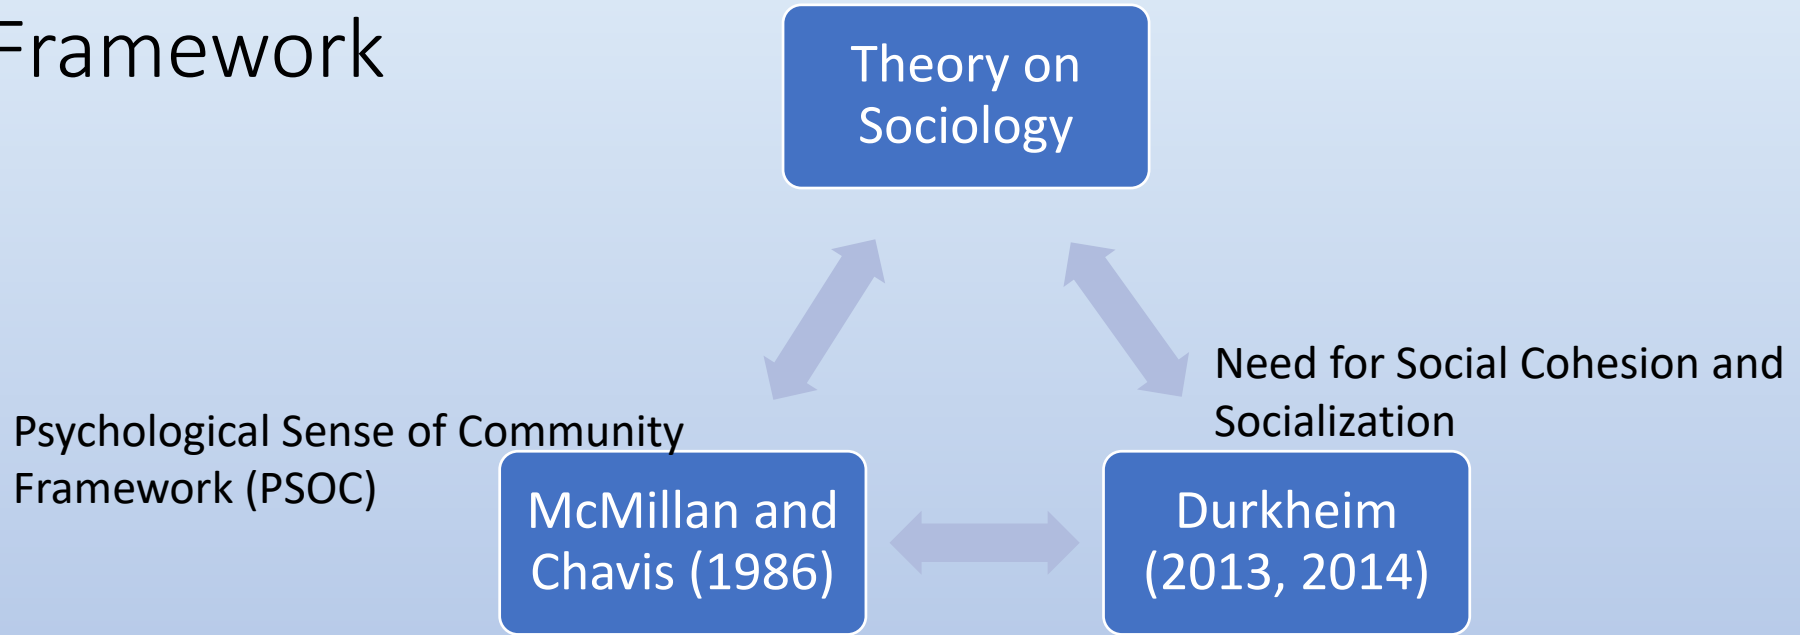 Framework
Theory on
Sociology
Need for Social Cohesion and
Socialization
Psychological Sense of Community
Framework (PSOC)
McMillan and
Chavis (1986)
Durkheim
(2013, 2014)